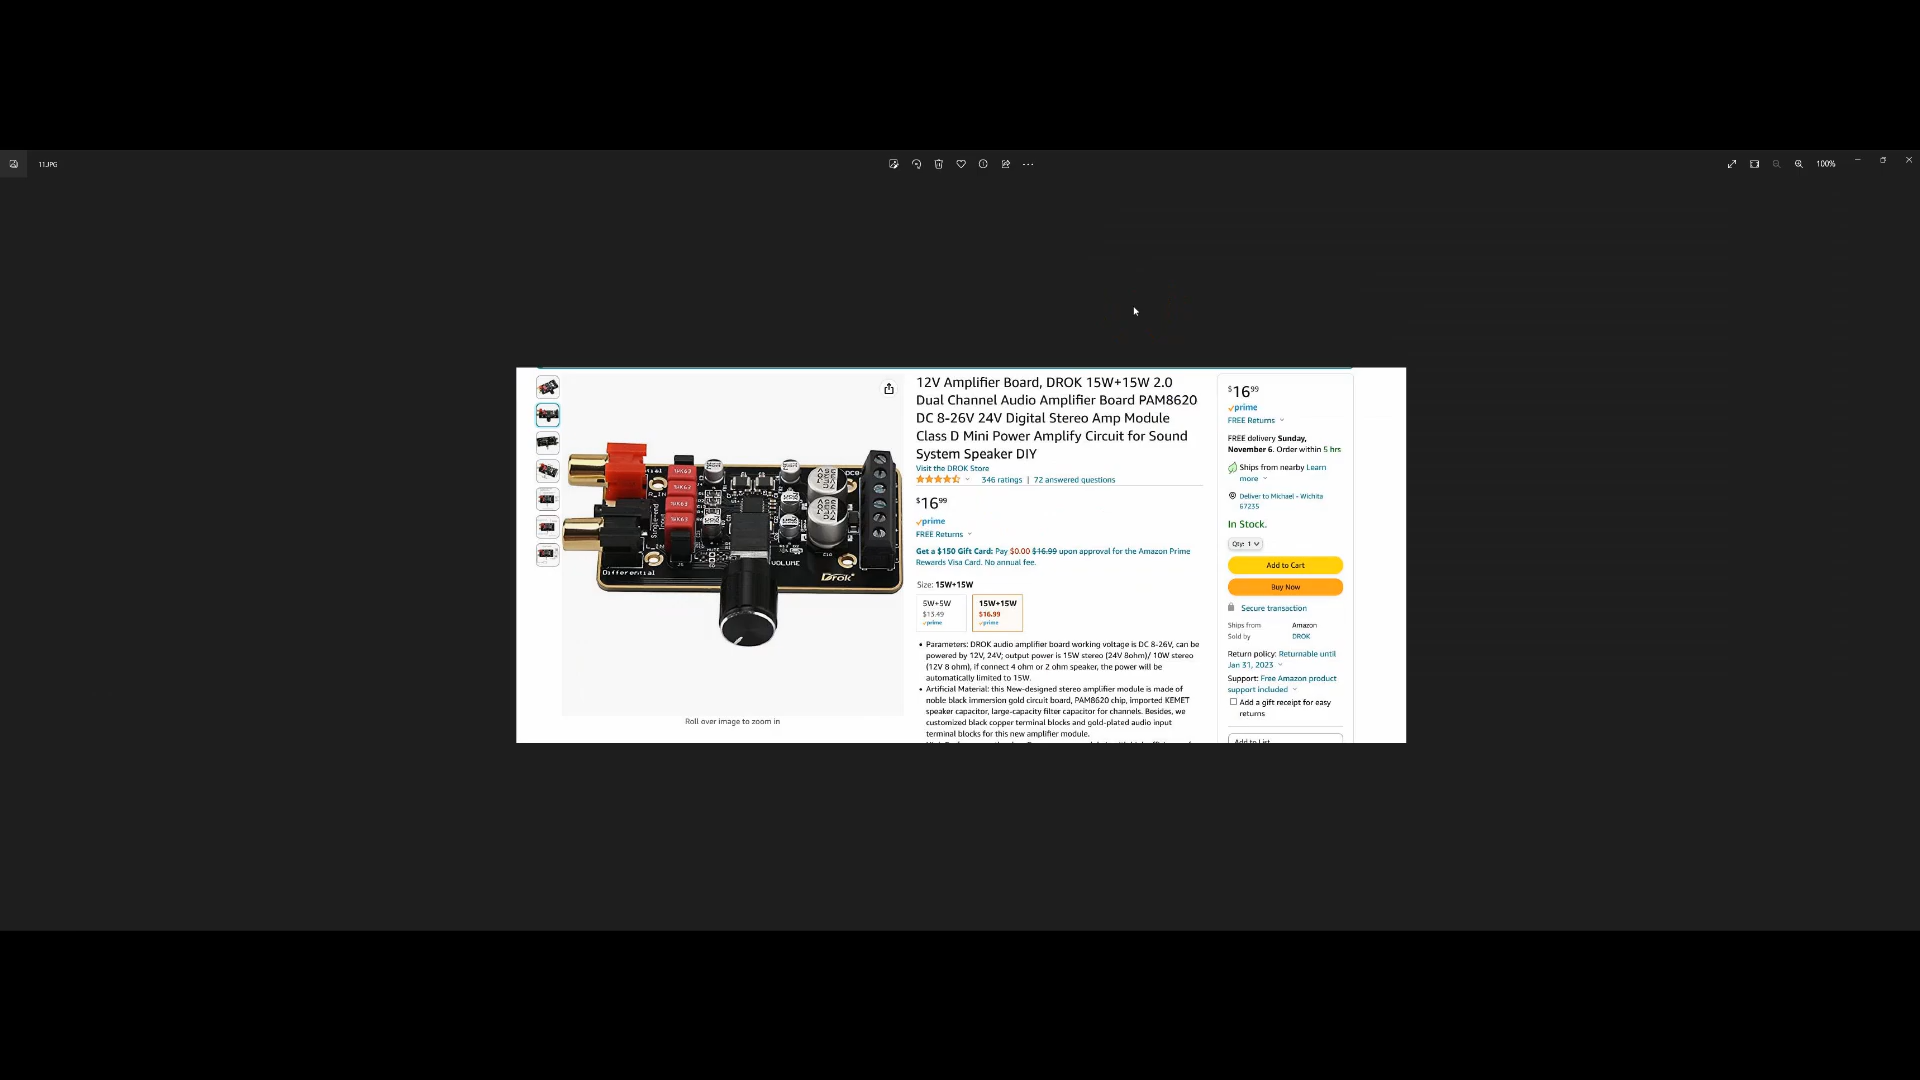 11.JPG
100%
12V Amplifier Board, DROK 15W+15W 2.0
Dual Channel Audio Amplifier Board PAM8620
DC 8-26V 24V Digital Stereo Amp Module
Class D Mini Power Amplify Circuit for Sound
System Speaker DIY
Visit the DROK Store
346 ratings | 72 answered questions
$16.99
prime
FREE Returns
Get a $150 Gift Card: Pay $0.00 $16.99 upon approval for the Amazon Prime
Rewards Visa Card. No annual fee.
Size: 15W+15W
5W+5W
$13.49
prime
15W+15W
$16.99
prime
• Parameters: DROK audio amplifier board working voltage is DC 8-26V, can be
powered by 12V, 24V; output power is 15W stereo (24V 8ohm)/ 10W stereo
(12V 8 ohm), if connect 4 ohm or 2 ohm speaker, the power will be
automatically limited to 15W.
• Artificial Material: this New-designed stereo amplifier module is made of
noble black immersion gold circuit board, PAM8620 chip, imported KEMET
speaker capacitor, large-capacity filter capacitor for channels. Besides, we
customized black copper terminal blocks and gold-plated audio input
terminal blocks for this new amplifier module.
R_IN
Single-end
L_IN
Differential
VOLUME
Drok
Roll over image to zoom in
$16.99
prime
FREE Returns
FREE delivery Sunday,
November 6. Order within 5 hrs
Ships from nearby Learn
more
Deliver to Michael - Wichita
67235
In Stock.
Qty: 1
Add to Cart
Buy Now
Secure transaction
Ships from Amazon
Sold by DROK
Return policy: Returnable until
Jan 31, 2023
Support: Free Amazon product
support included
Add a gift receipt for easy
returns
Add to List